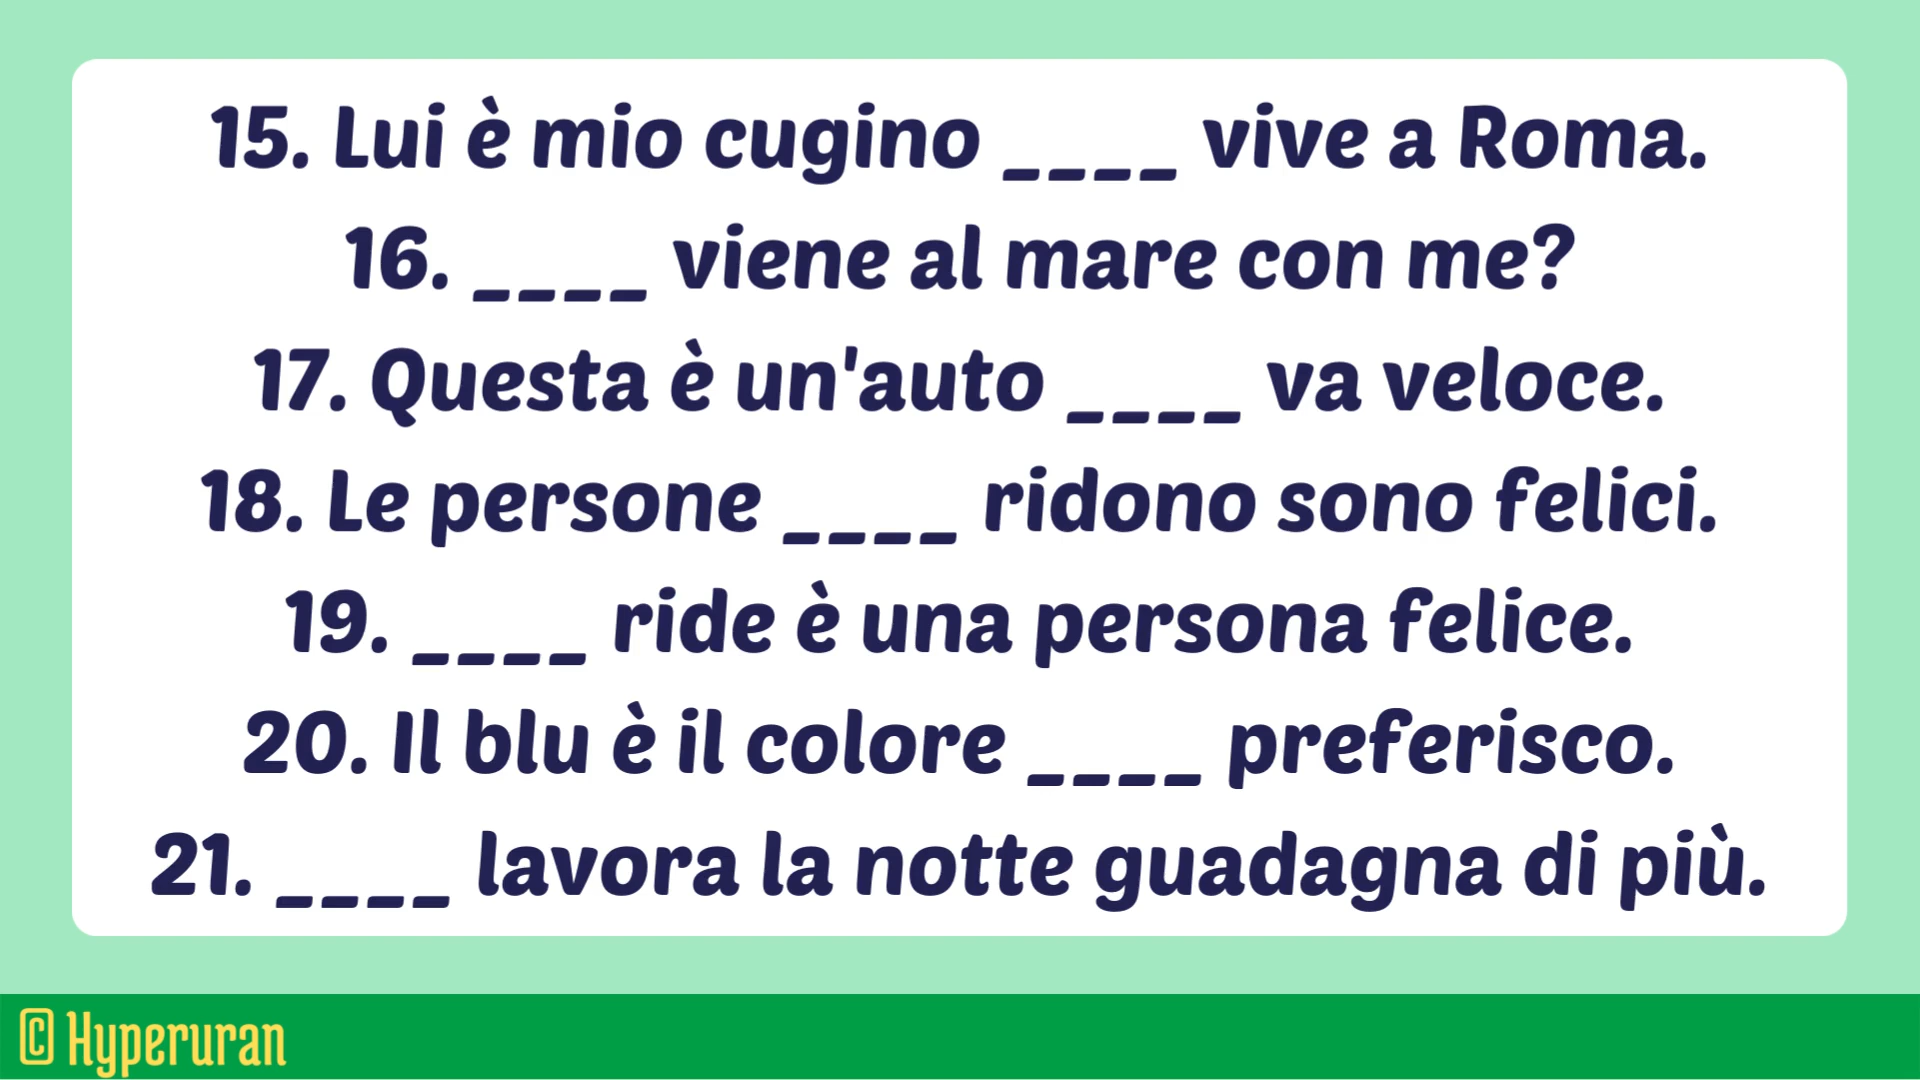 15. Lui è mio cugino ____ vive a Roma.
16. ____ viene al mare con me?
17. Questa è un'auto ____ va veloce.
18. Le persone ____ ridono sono felici.
19. ____ ride è una persona felice.
20. Il blu è il colore ____ preferisco.
21. ____ lavora la notte guadagna di più.
© Hyperuran